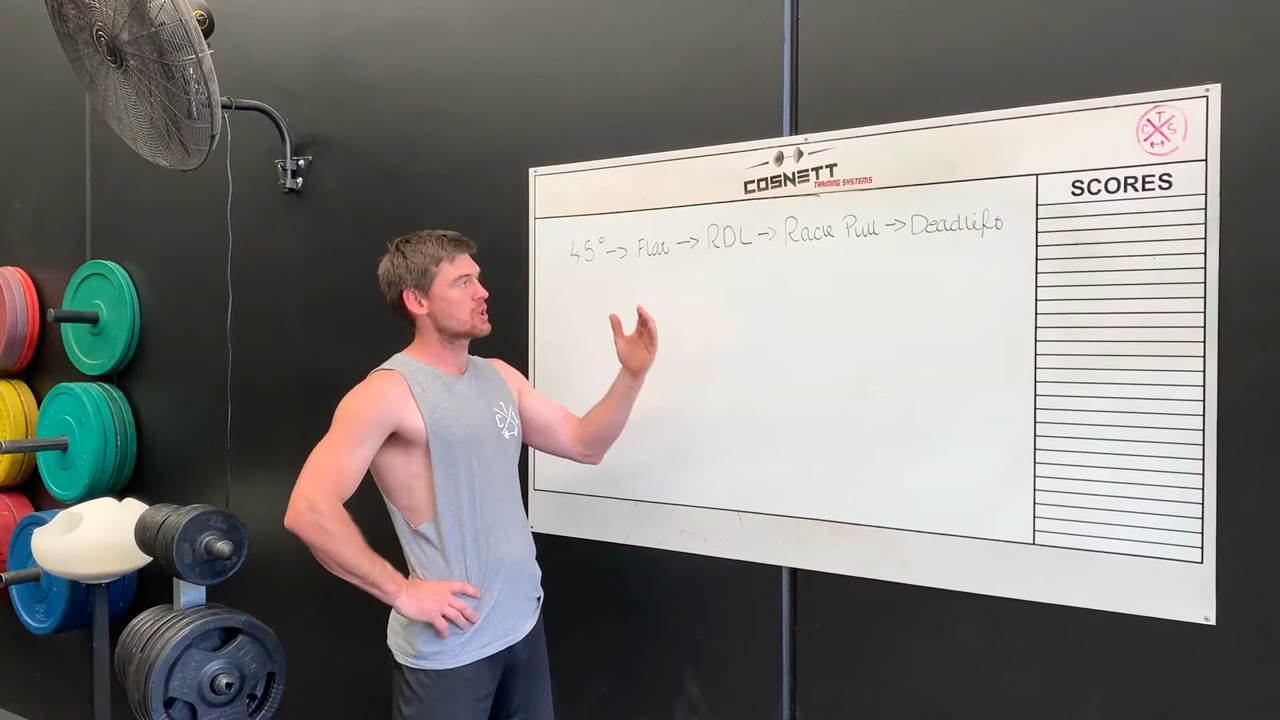 COSNETT
TRAINING SYSTEMS
C T S
SCORES
45° -> Flat -> RDL -> Rack Pull -> Deadlift
C T S